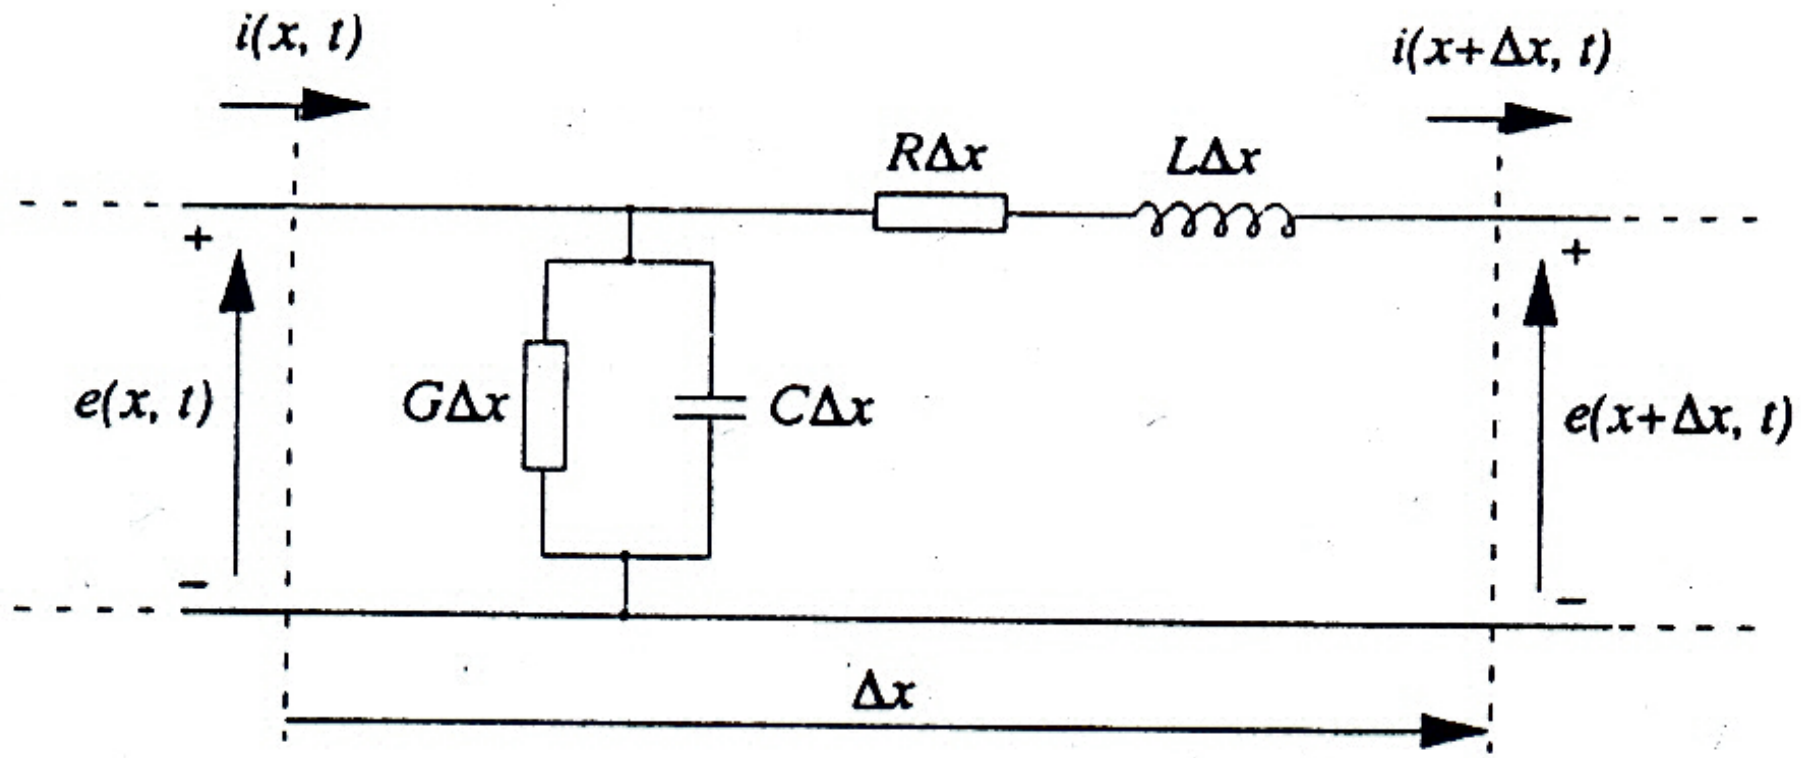 i(x, t)
i(x+Δx, t)
RΔx
LΔx
+
+
e(x, t)
GΔx
CΔx
e(x+Δx, t)
−
−
Δx